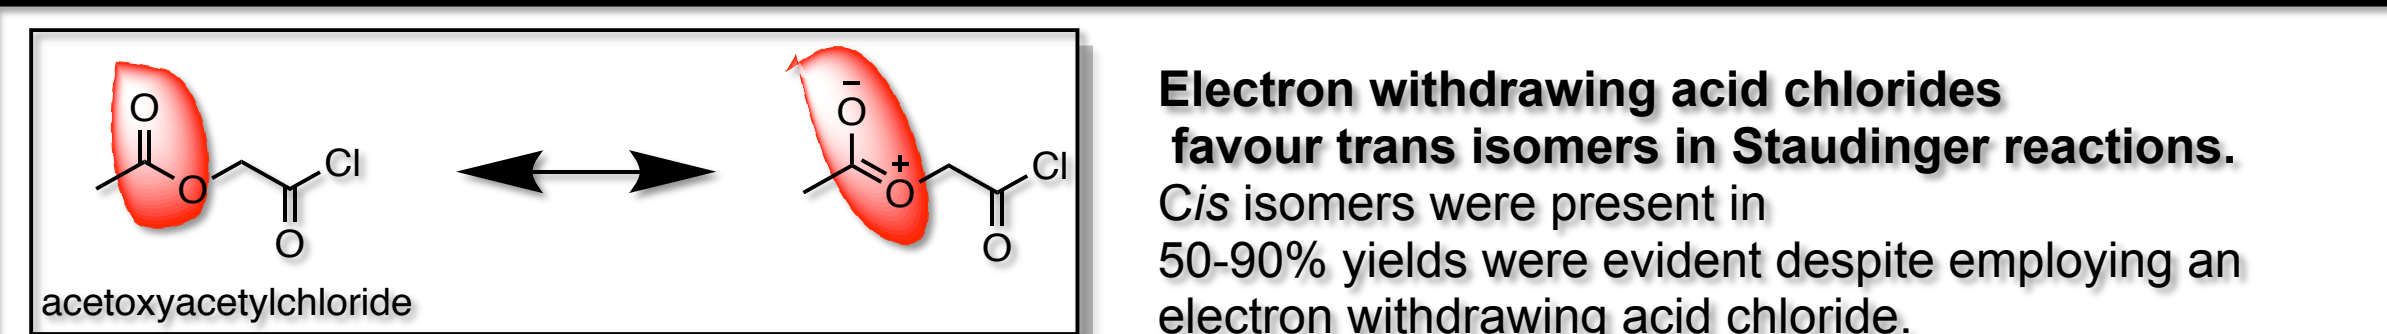 O
O
Cl
O
acetoxyacetylchloride
−
O
+
O
Cl
O
Electron withdrawing acid chlorides
favour trans isomers in Staudinger reactions.
Cis isomers were present in
50-90% yields were evident despite employing an
electron withdrawing acid chloride.